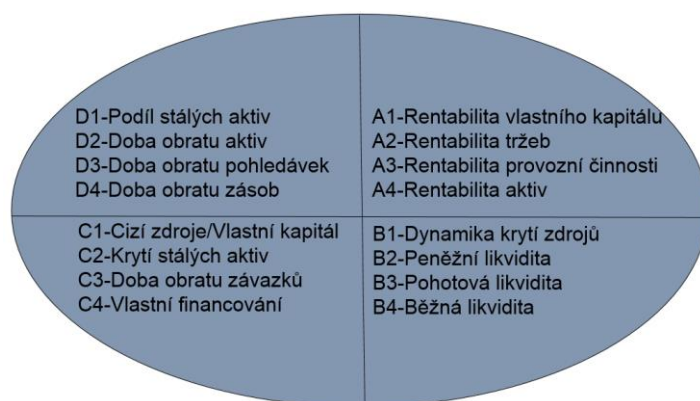 D1-Podíl stálých aktiv
D2-Doba obratu aktiv
D3-Doba obratu pohledávek
D4-Doba obratu zásob
A1-Rentabilita vlastního kapitálu
A2-Rentabilita tržeb
A3-Rentabilita provozní činnosti
A4-Rentabilita aktiv
C1-Cizí zdroje/Vlastní kapitál
C2-Krytí stálých aktiv
C3-Doba obratu závazků
C4-Vlastní financování
B1-Dynamika krytí zdrojů
B2-Peněžní likvidita
B3-Pohotová likvidita
B4-Běžná likvidita